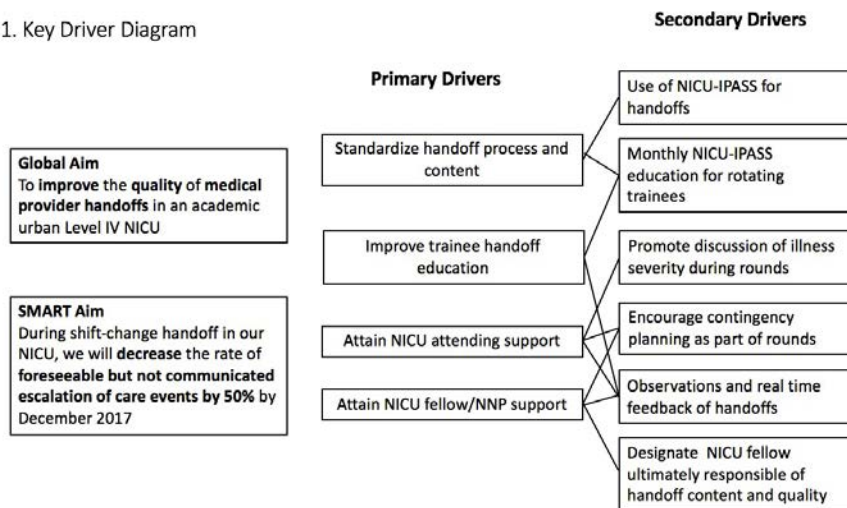 1. Key Driver Diagram
Secondary Drivers
Primary Drivers
Global Aim
To improve the quality of medical
provider handoffs in an academic
urban Level IV NICU
SMART Aim
During shift-change handoff in our
NICU, we will decrease the rate of
foreseeable but not communicated
escalation of care events by 50% by
December 2017
Standardize handoff process and
content
Improve trainee handoff
education
Attain NICU attending support
Attain NICU fellow/NNP support
Use of NICU-IPASS for
handoffs
Monthly NICU-IPASS
education for rotating
trainees
Promote discussion of illness
severity during rounds
Encourage contingency
planning as part of rounds
Observations and real time
feedback of handoffs
Designate NICU fellow
ultimately responsible of
handoff content and quality